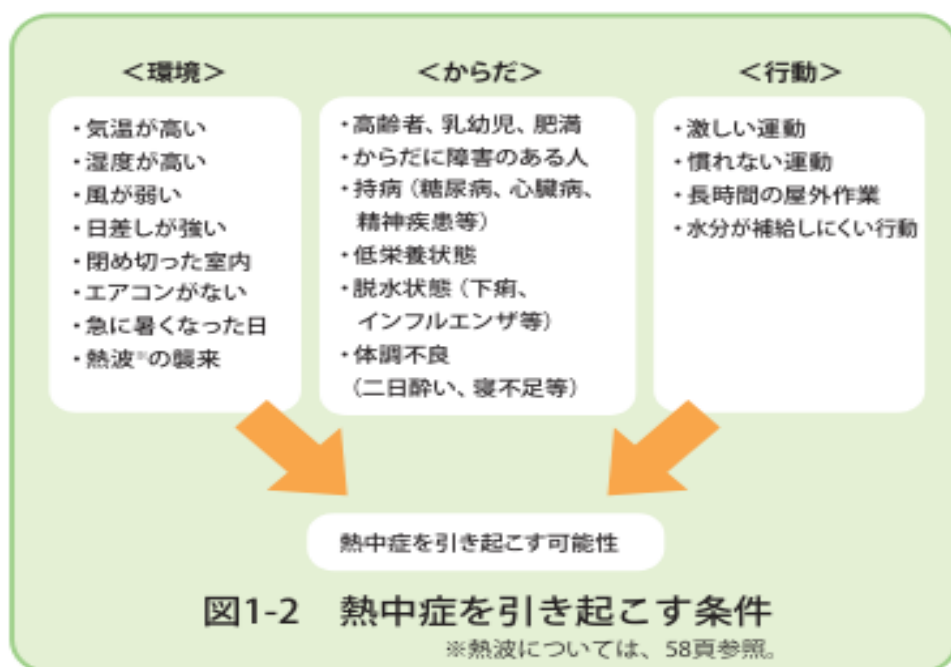 ＜環境＞
・気温が高い
・湿度が高い
・風が弱い
・日差しが強い
・閉め切った室内
・エアコンがない
・急に暑くなった日
・熱波※の襲来
＜からだ＞
・高齢者、乳幼児、肥満
・からだに障害のある人
・持病（糖尿病、心臓病、
精神疾患等）
・低栄養状態
・脱水状態（下痢、
インフルエンザ等）
・体調不良
（二日酔い、寝不足等）
＜行動＞
・激しい運動
・慣れない運動
・長時間の屋外作業
・水分が補給しにくい行動
熱中症を引き起こす可能性
図1-2　熱中症を引き起こす条件
※熱波については、58頁参照。